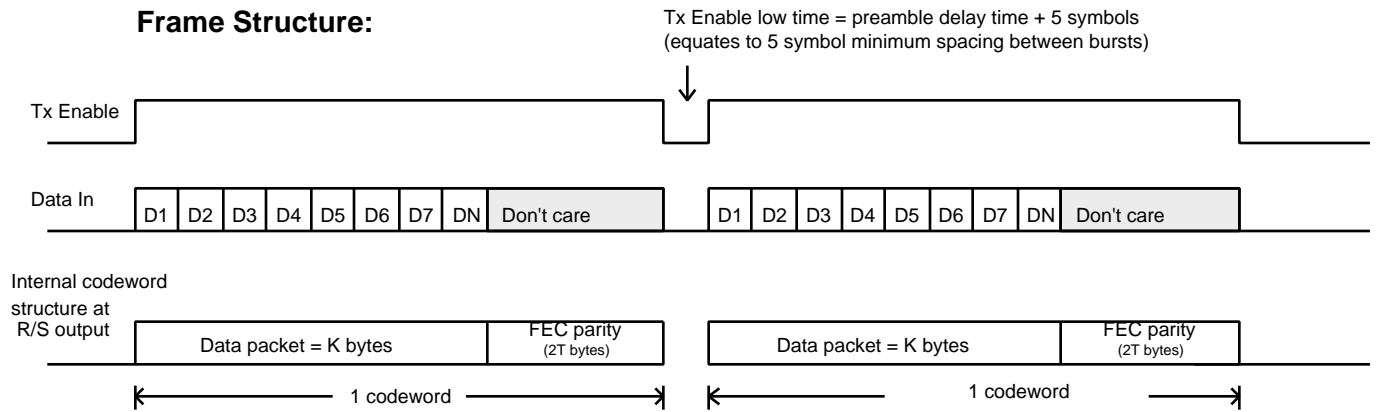 Frame Structure:
Tx Enable low time = preamble delay time + 5 symbols
(equates to 5 symbol minimum spacing between bursts)
Tx Enable
Data In
D1 D2 D3 D4 D5 D6 D7 DN Don't care
D1 D2 D3 D4 D5 D6 D7 DN Don't care
Internal codeword
structure at
R/S output
Data packet = K bytes
FEC parity
(2T bytes)
Data packet = K bytes
FEC parity
(2T bytes)
1 codeword
1 codeword